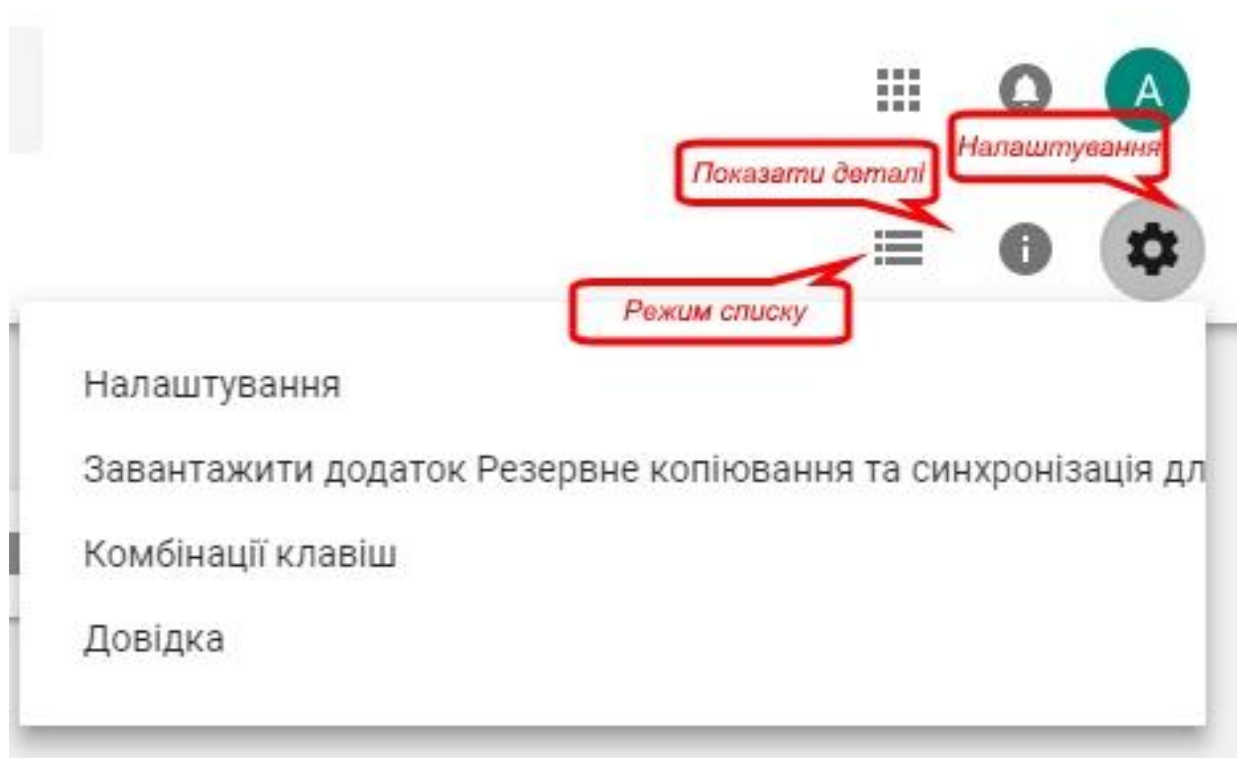 А
Налаштування
Показати деталі
Режим списку
Налаштування
Завантажити додаток Резервне копіювання та синхронізація дл
Комбінації клавіш
Довідка